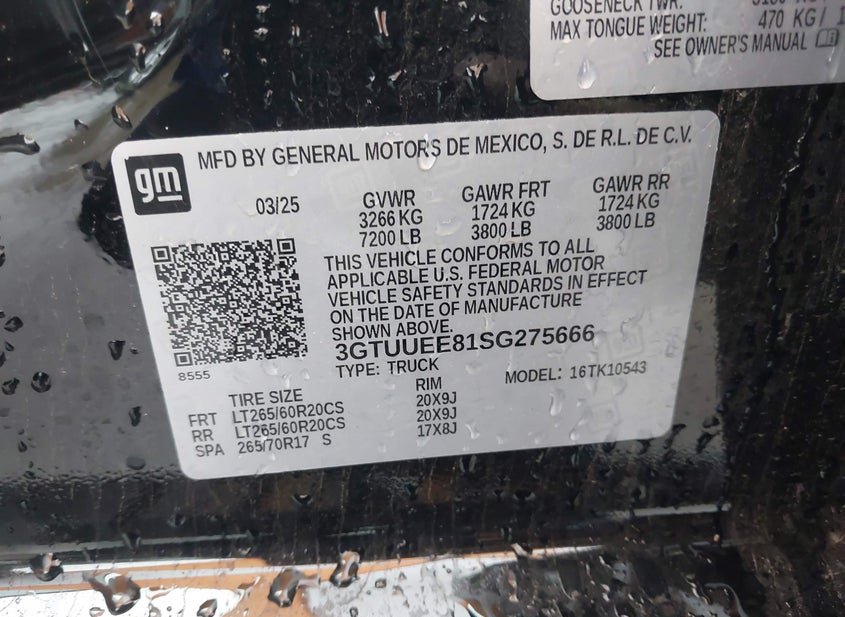 GOOSENECK TWR:
MAX TONGUE WEIGHT: 470 KG/
SEE OWNER'S MANUAL
gm
MFD BY GENERAL MOTORS DE MEXICO, S. DE R.L. DE C.V.
03/25 GVWR GAWR FRT GAWR RR
3266 KG 1724 KG 1724 KG
7200 LB 3800 LB 3800 LB
THIS VEHICLE CONFORMS TO ALL
APPLICABLE U.S. FEDERAL MOTOR
VEHICLE SAFETY STANDARDS IN EFFECT
ON THE DATE OF MANUFACTURE
SHOWN ABOVE.
3GTUUEE81SG275666
8555
TYPE: TRUCK MODEL: 16TK10543
TIRE SIZE RIM
FRT LT265/60R20CS 20X9J
RR LT265/60R20CS 20X9J
SPA 265/70R17 S 17X8J